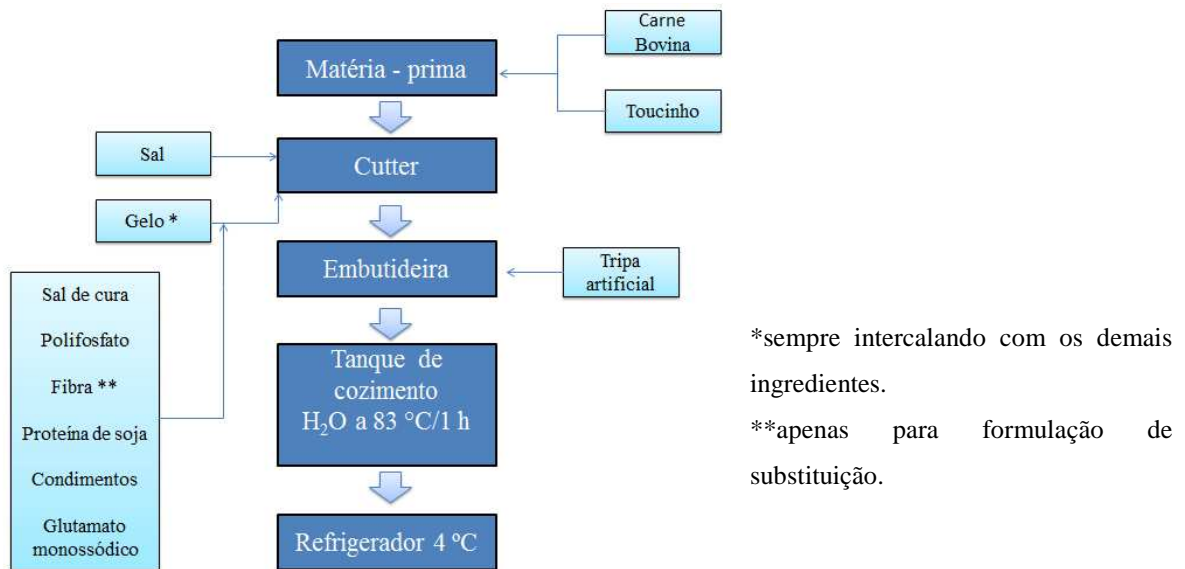 Carne
Bovina
Matéria - prima
Toucinho
Sal
Cutter
Gelo *
Embutideira
Tripa
artificial
Sal de cura
Polifosfato
Fibra **
Proteína de soja
Condimentos
Glutamato
monossódico
Tanque de
cozimento
H₂O a 83 °C/1 h
Refrigerador 4 ºC
*sempre intercalando com os demais
ingredientes.
**apenas para formulação de
substituição.